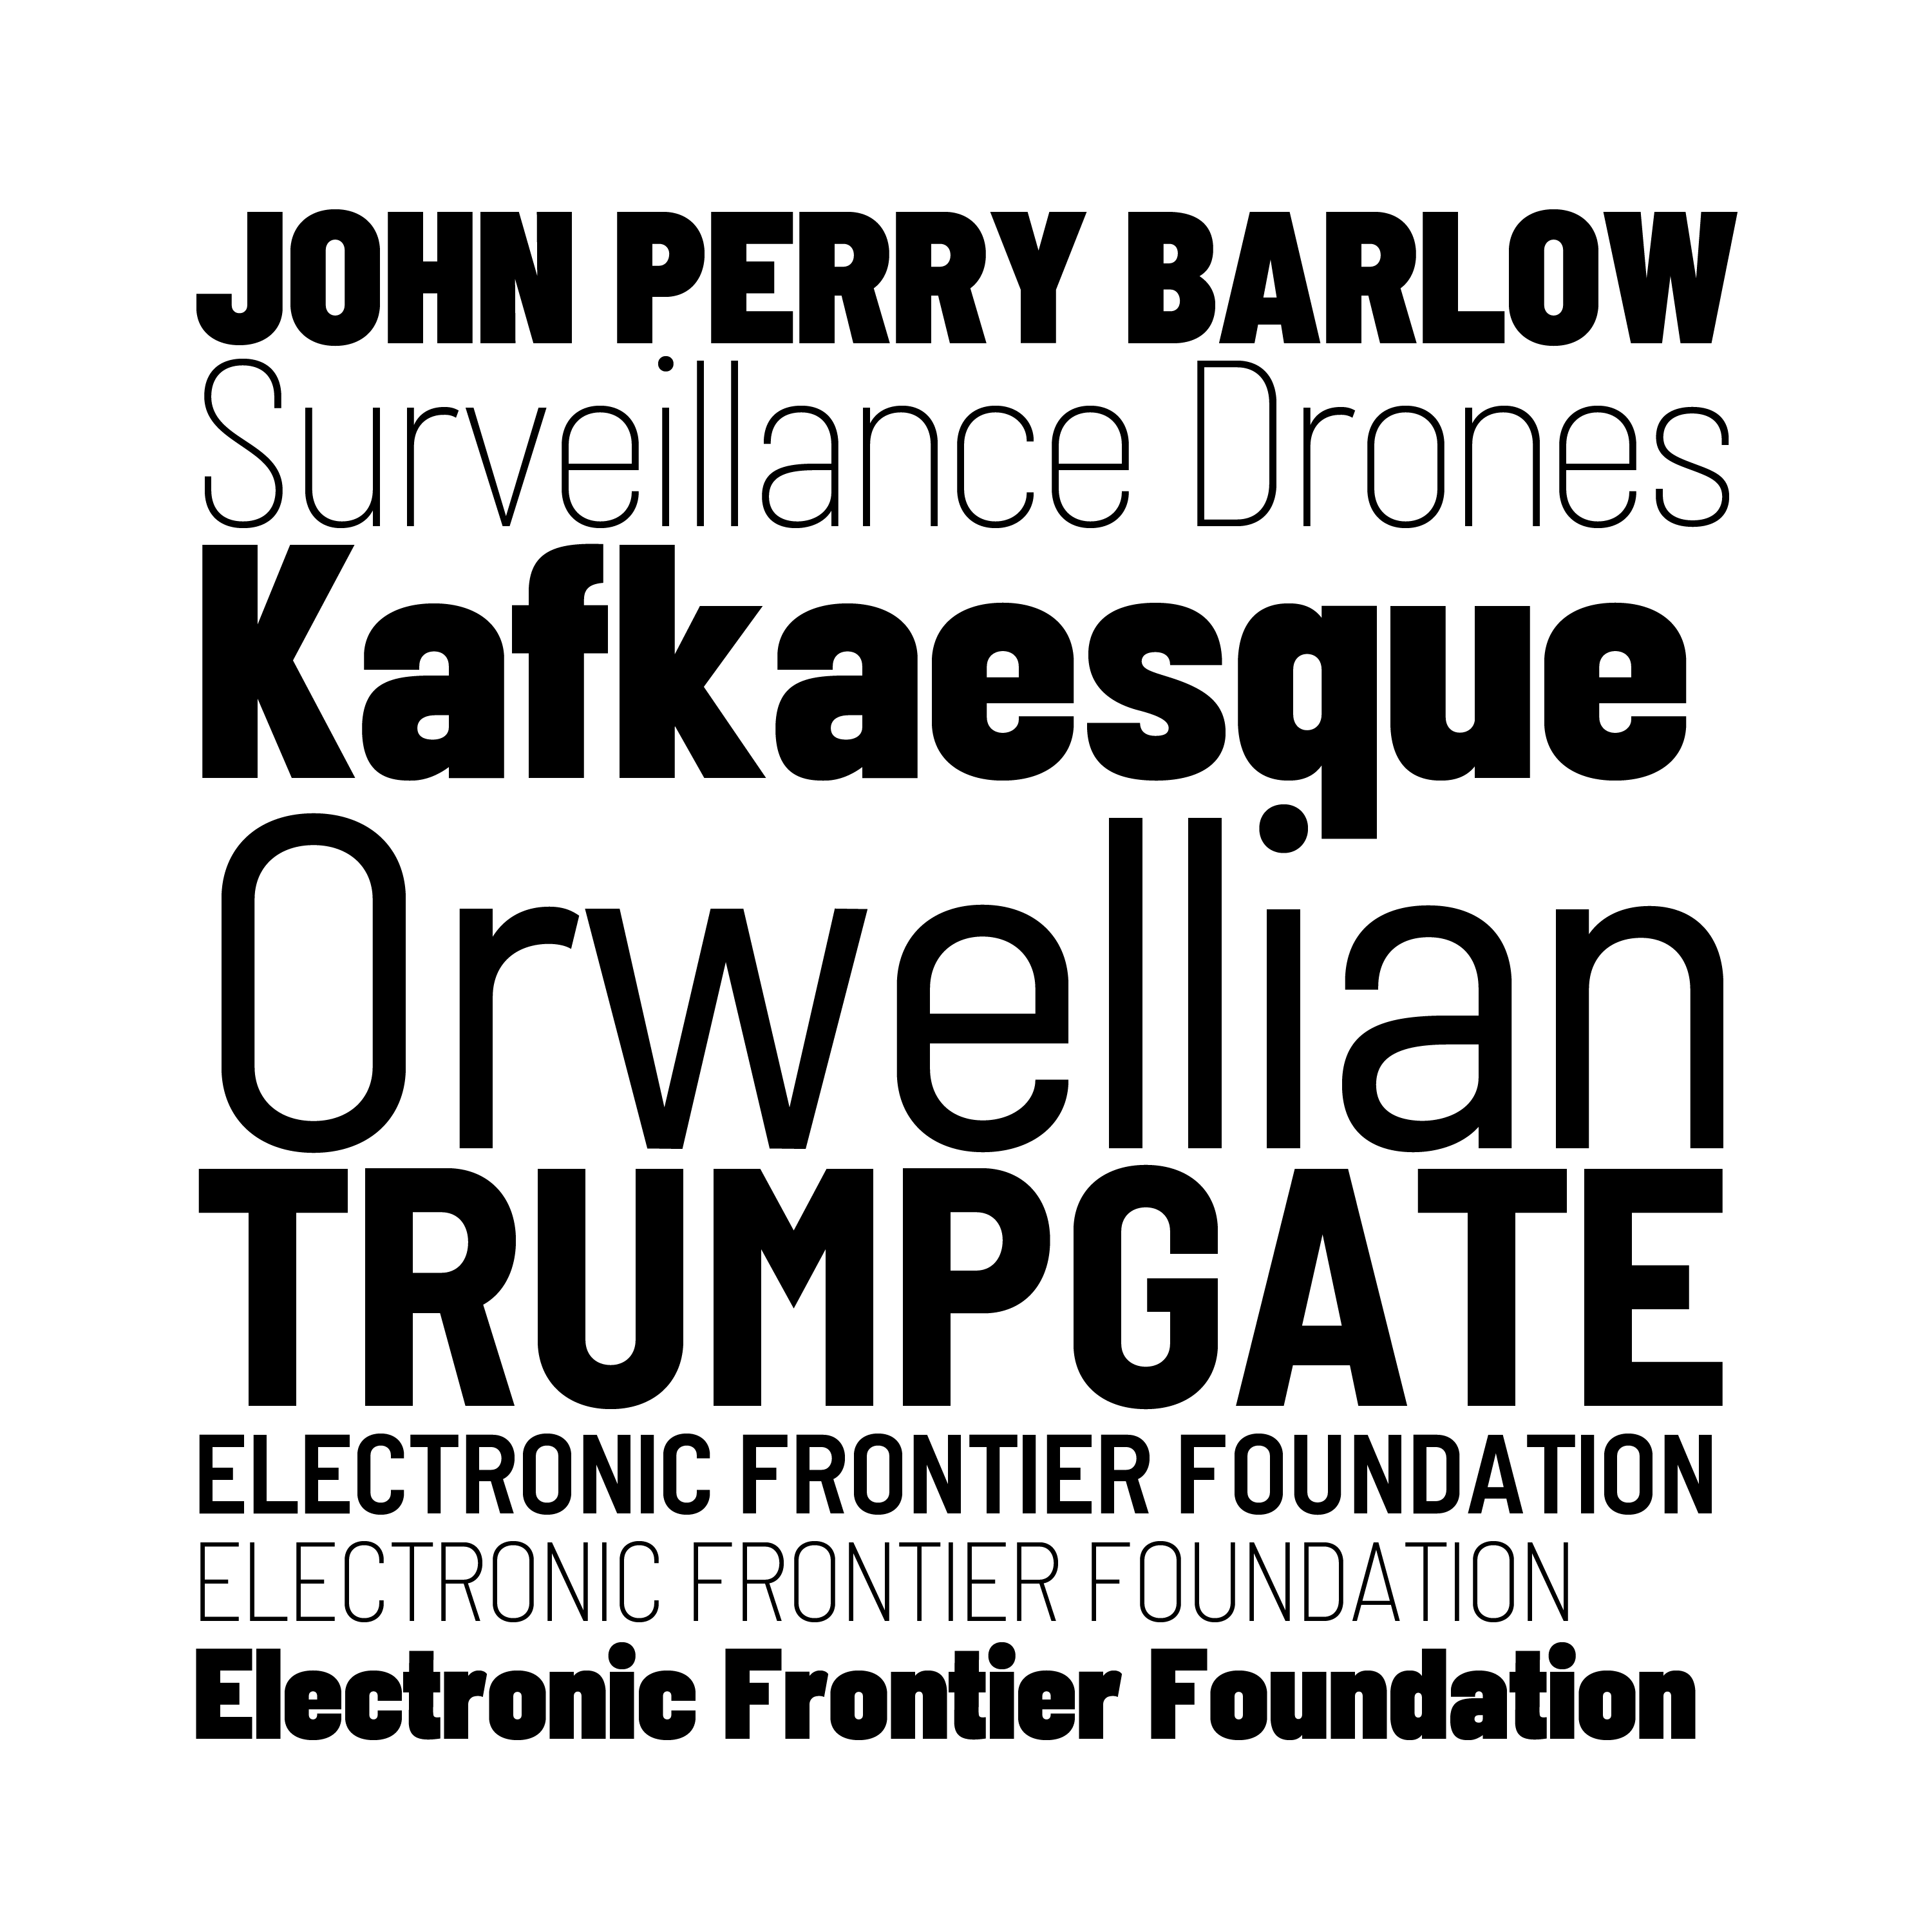 JOHN PERRY BARLOW
Surveillance Drones
Kafkaesque
Orwellian
TRUMPGATE
ELECTRONIC FRONTIER FOUNDATION
ELECTRONIC FRONTIER FOUNDATION
Electronic Frontier Foundation